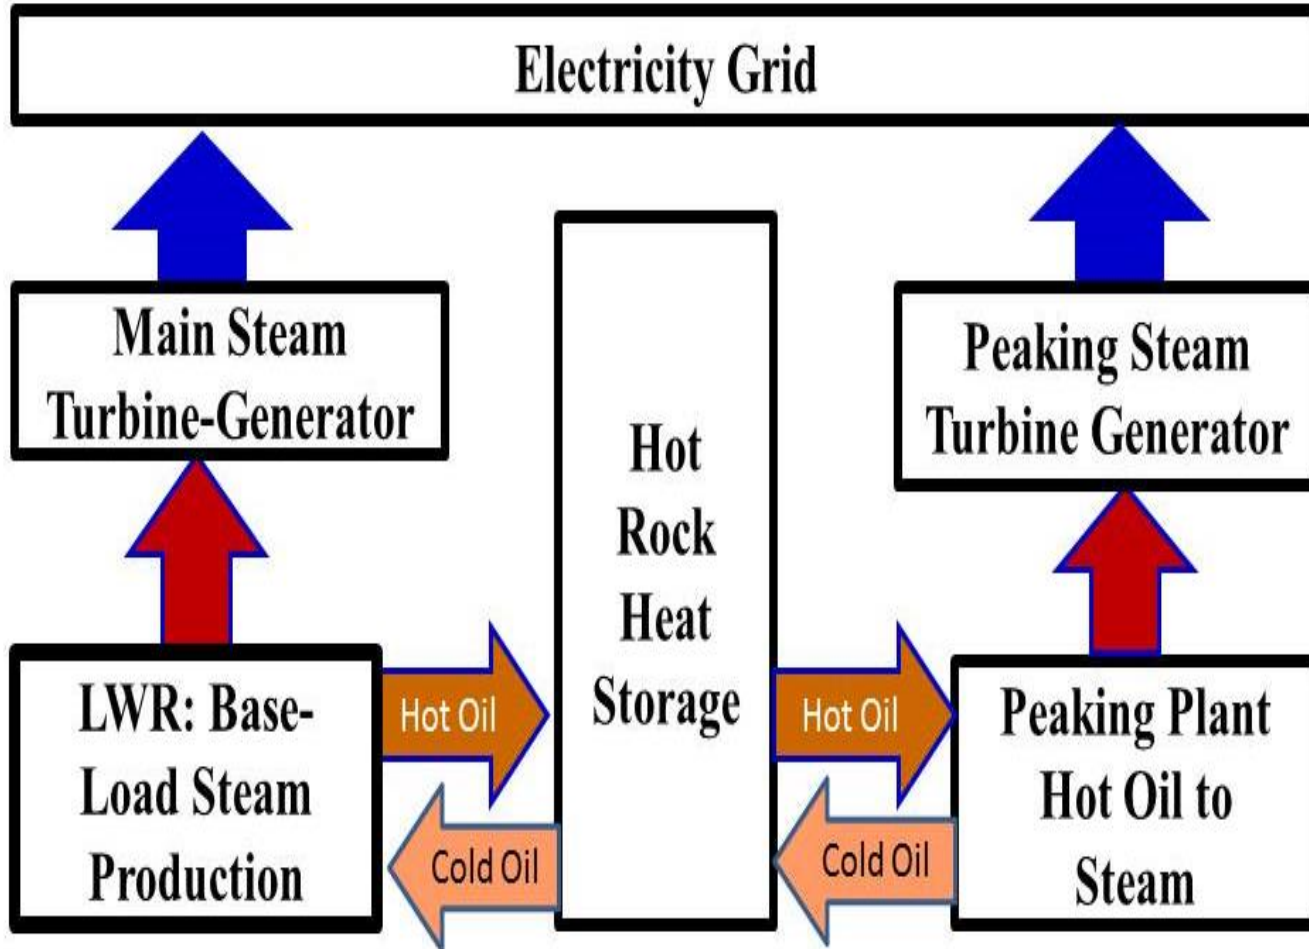 Electricity Grid
Main Steam
Turbine-Generator
Peaking Steam
Turbine Generator
Hot
Rock
Heat
Storage
LWR: Base-
Load Steam
Production
Hot Oil
Cold Oil
Hot Oil
Cold Oil
Peaking Plant
Hot Oil to
Steam